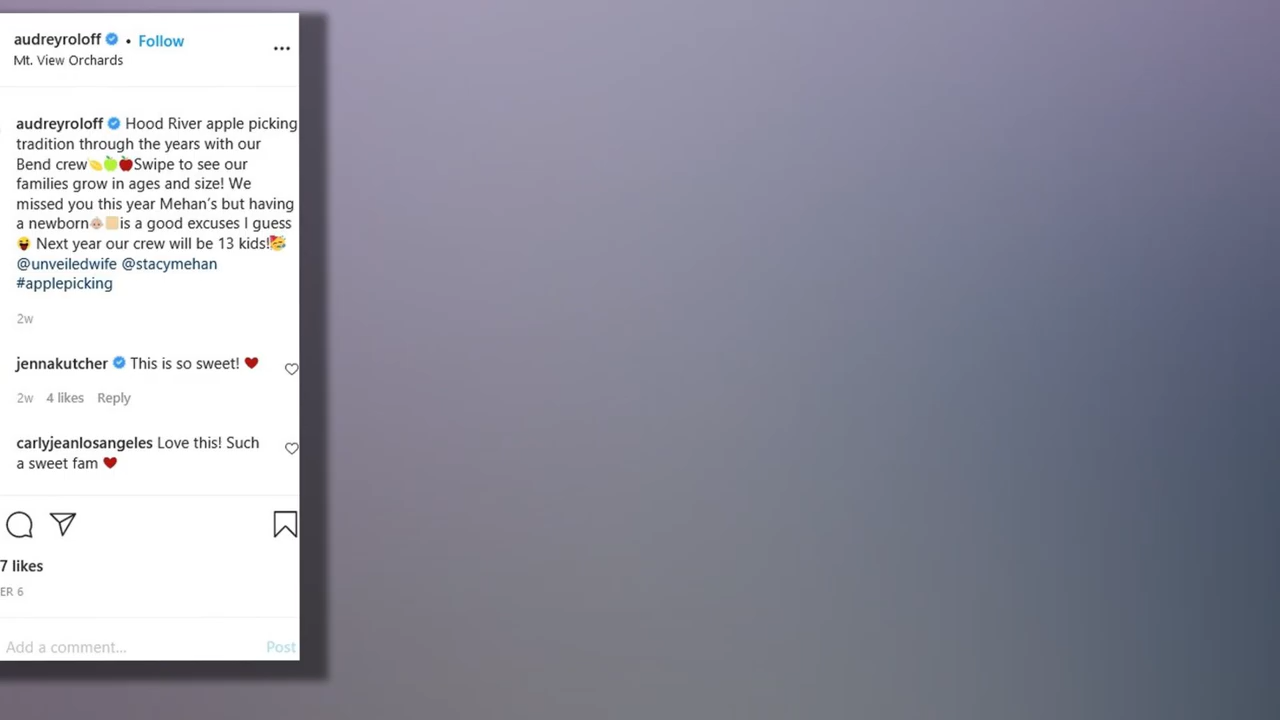 audreyroloff • Follow
Mt. View Orchards
audreyroloff Hood River apple picking
tradition through the years with our
Bend crew🍃🍏🍎Swipe to see our
families grow in ages and size! We
missed you this year Mehan's but having
a newborn👶🏼is a good excuses I guess
😜 Next year our crew will be 13 kids!🥳
@unveiledwife @stacymehan
#applepicking
2w
jennakutcher This is so sweet! ❤️
2w 4 likes Reply
carlyjeanlosangeles Love this! Such
a sweet fam ❤️
7 likes
ER 6
Add a comment... Post